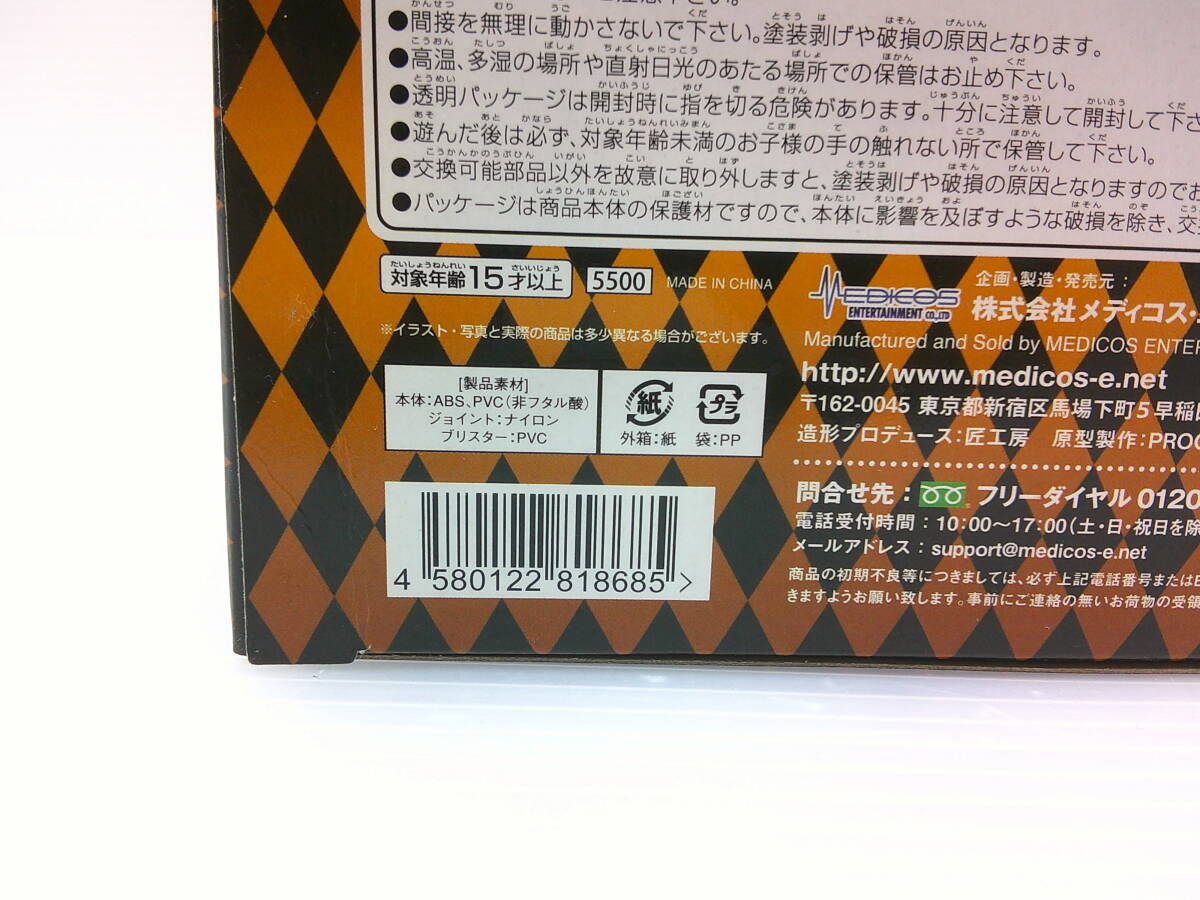 ご注意下さい。
●間接を無理に動かさないで下さい。塗装剥げや破損の原因となります。
●高温、多湿の場所や直射日光のあたる場所での保管はお止め下さい。
●透明パッケージは開封時に指を切る危険があります。十分に注意して開封して下さ
●遊んだ後は必ず、対象年齢未満のお子様の手の触れない所で保管して下さい。
●交換可能部品以外を故意に取り外しますと、塗装剥げや破損の原因となりますので
●パッケージは商品本体の保護材ですので、本体に影響を及ぼすような破損を除き、交
対象年齢15才以上 5500 MADE IN CHINA
※イラスト・写真と実際の商品は多少異なる場合がございます。
[製品素材]
本体:ABS、PVC(非フタル酸)
ジョイント:ナイロン
ブリスター:PVC
紙 プラ
外箱:紙 袋:PP
4 580122 818685 >
MEDICOS
ENTERTAINMENT CO.,LTD
企画・製造・発売元:
株式会社メディコス・
Manufactured and Sold by MEDICOS ENTER
http://www.medicos-e.net
〒162-0045 東京都新宿区馬場下町5 早稲田
造形プロデュース:匠工房 原型製作:PROO
問合せ先: フリーダイヤル 0120
電話受付時間:10:00〜17:00(土・日・祝日を除
メールアドレス:support@medicos-e.net
商品の初期不良等につきましては、必ず上記電話番号または
きますようお願い致します。事前にご連絡の無いお荷物の受領